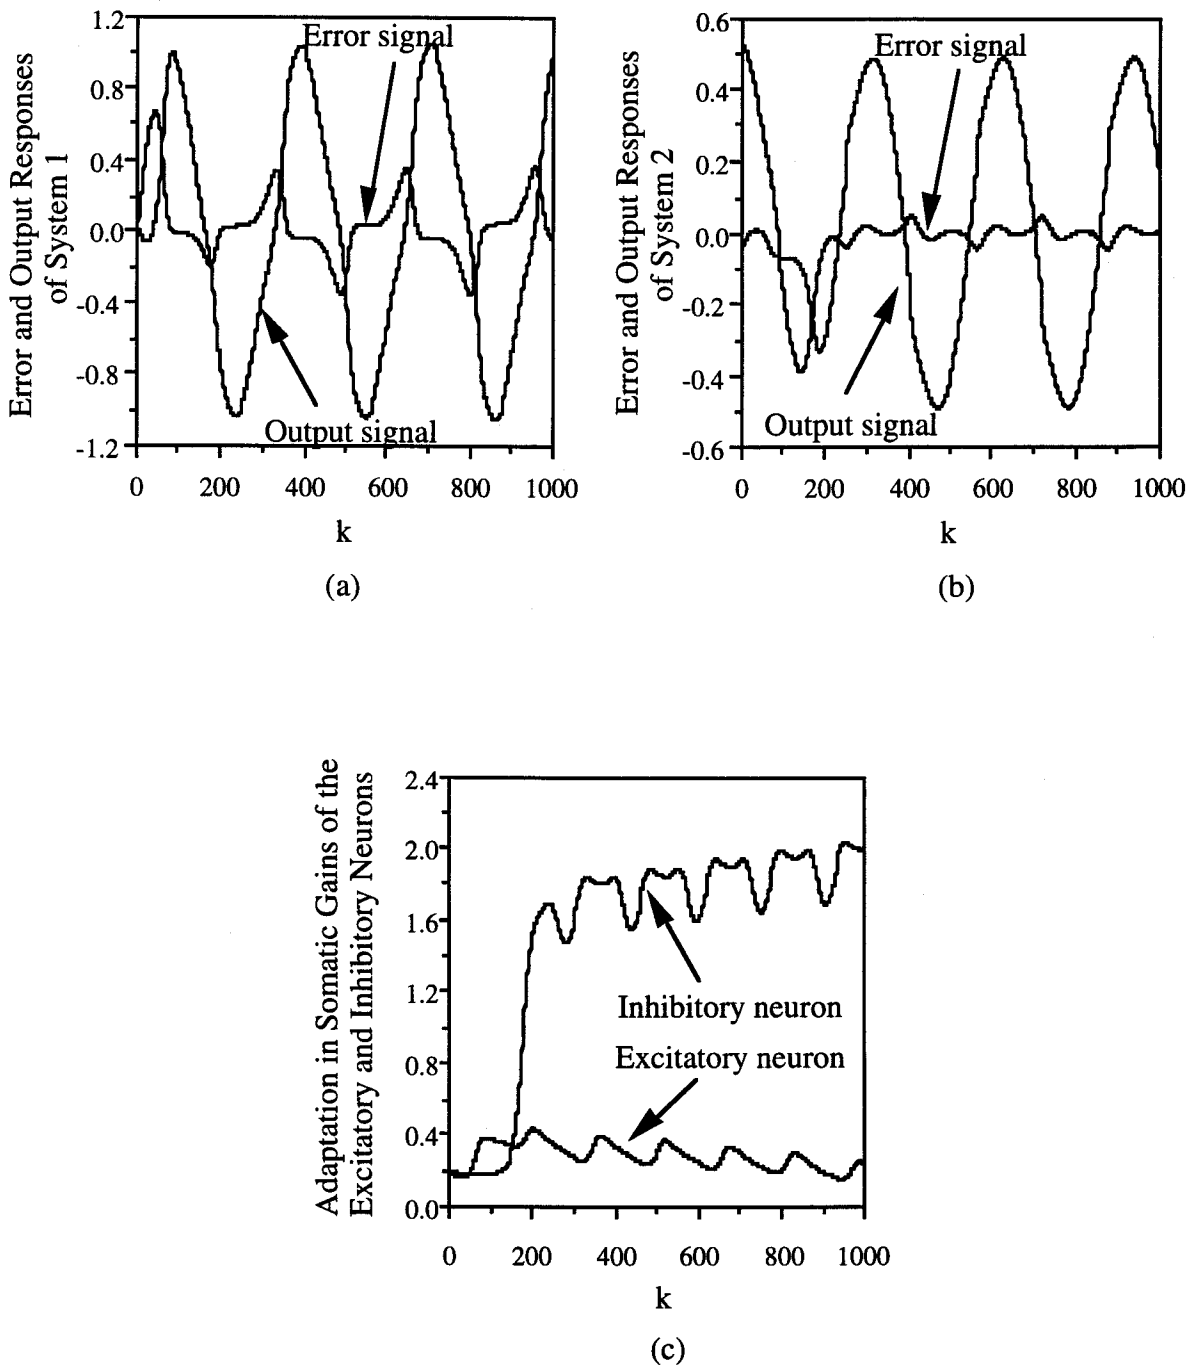 Error and Output Responses
of System 1
1.2
0.8
0.4
0.0
-0.4
-0.8
-1.2
Error signal
Output signal
0 200 400 600 800 1000
k
(a)
Error and Output Responses
of System 2
0.6
0.4
0.2
0.0
-0.2
-0.4
-0.6
Error signal
Output signal
0 200 400 600 800 1000
k
(b)
Adaptation in Somatic Gains of the
Excitatory and Inhibitory Neurons
2.4
2.0
1.6
1.2
0.8
0.4
0.0
Inhibitory neuron
Excitatory neuron
0 200 400 600 800 1000
k
(c)